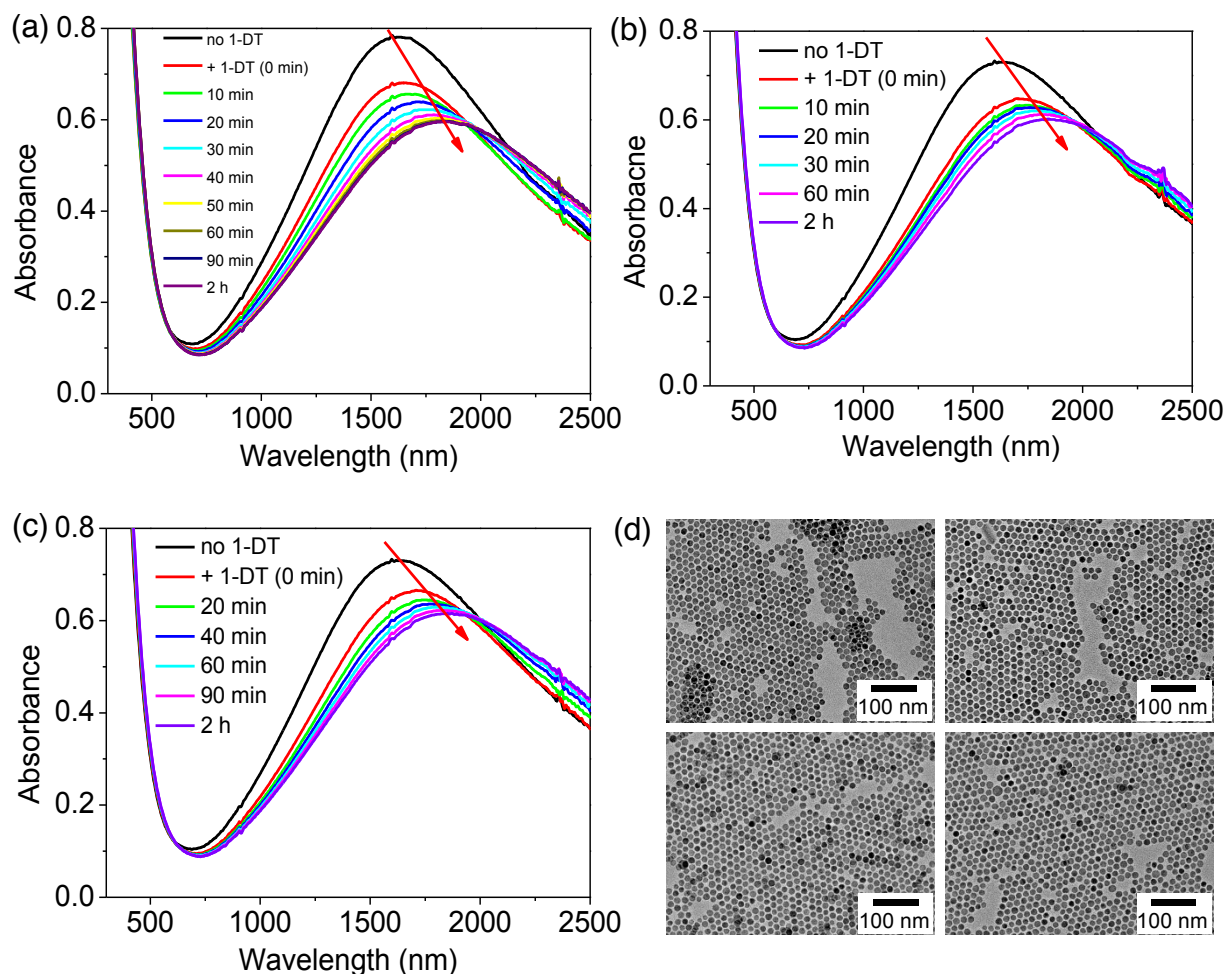 (a)
0.8
0.6
0.4
0.2
0.0
Absorbance
no 1-DT
+ 1-DT (0 min)
10 min
20 min
30 min
40 min
50 min
60 min
90 min
2 h
500 1000 1500 2000 2500
Wavelength (nm)
(b)
0.8
0.6
0.4
0.2
0.0
Absorbacne
no 1-DT
+ 1-DT (0 min)
10 min
20 min
30 min
60 min
2 h
500 1000 1500 2000 2500
Wavelength (nm)
(c)
0.8
0.6
0.4
0.2
0.0
Absorbance
no 1-DT
+ 1-DT (0 min)
20 min
40 min
60 min
90 min
2 h
500 1000 1500 2000 2500
Wavelength (nm)
(d)
100 nm
100 nm
100 nm
100 nm